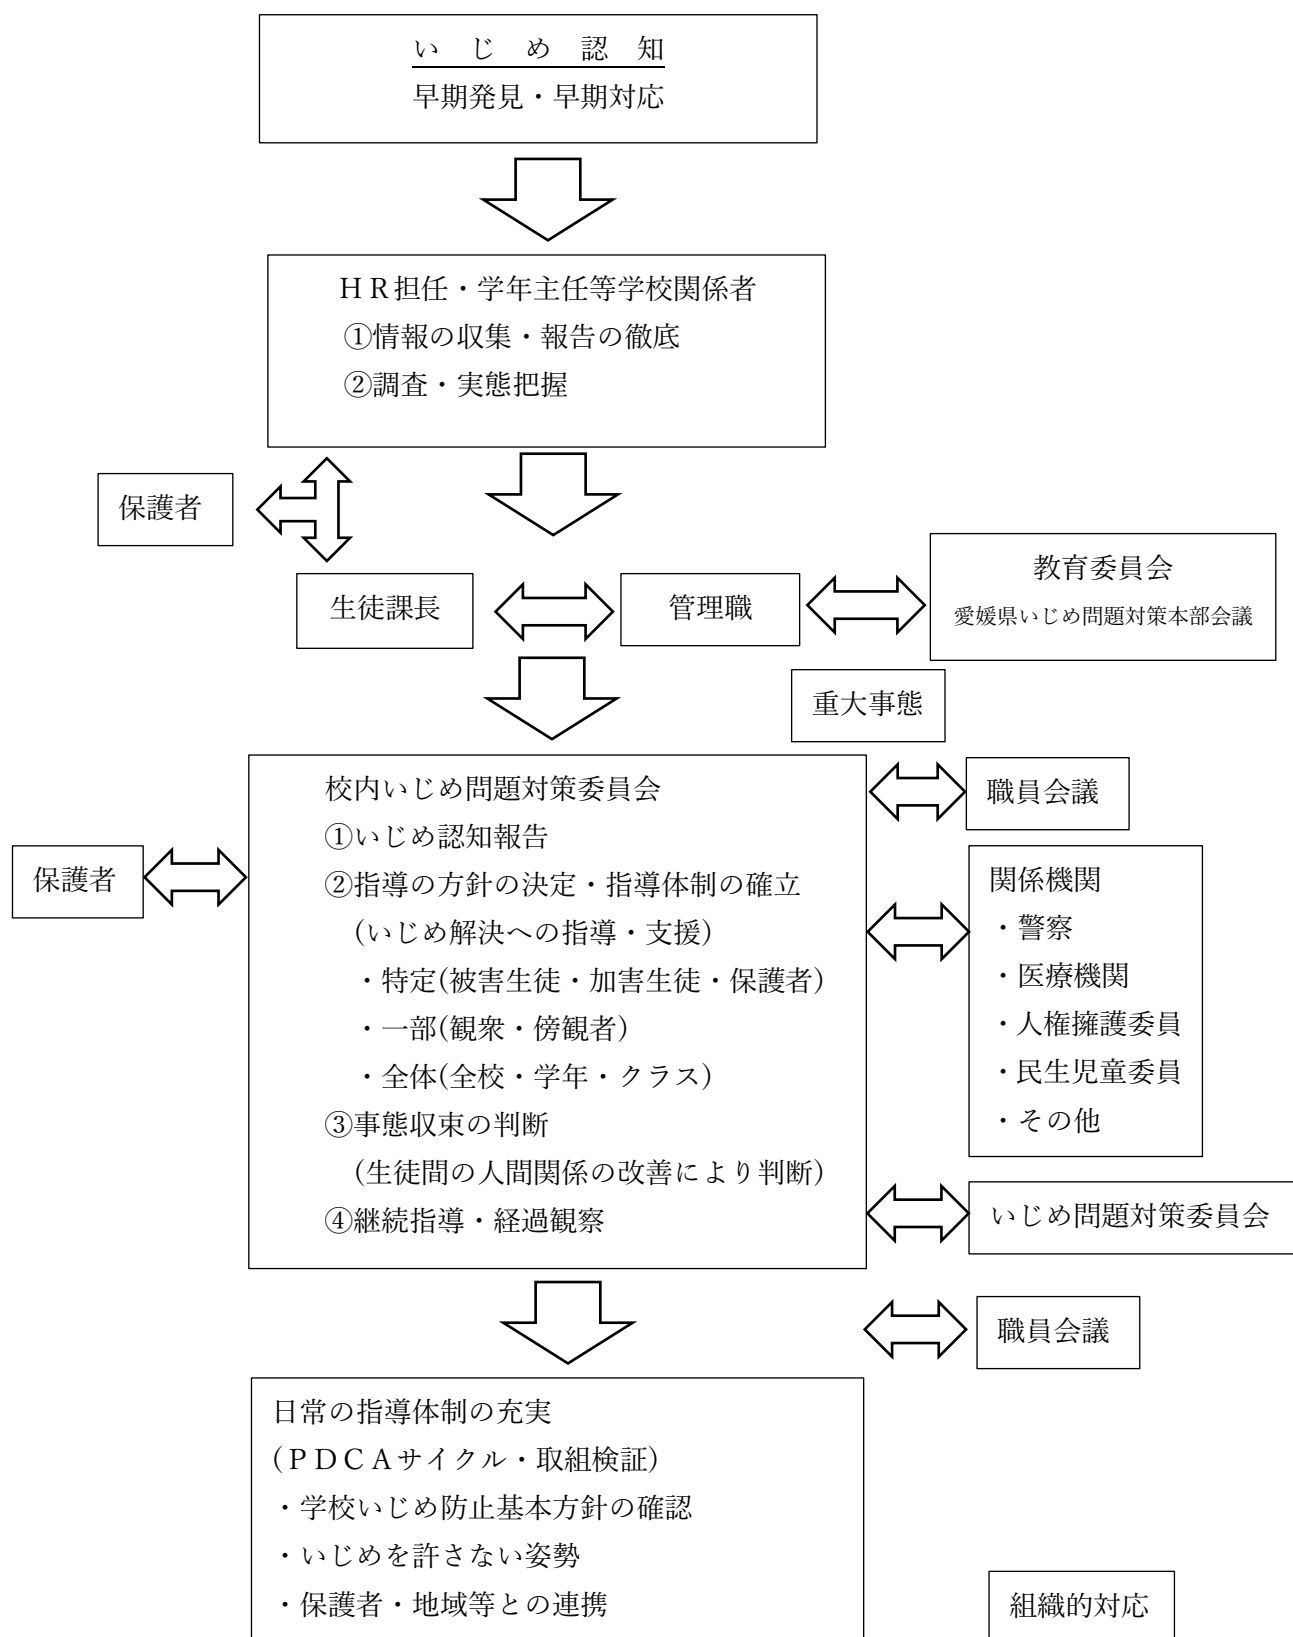 いじめ認知
早期発見・早期対応
ＨＲ担任・学年主任等学校関係者
①情報の収集・報告の徹底
②調査・実態把握
保護者
生徒課長
管理職
教育委員会
愛媛県いじめ問題対策本部会議
重大事態
校内いじめ問題対策委員会
①いじめ認知報告
②指導の方針の決定・指導体制の確立
(いじめ解決への指導・支援)
・特定(被害生徒・加害生徒・保護者)
・一部(観衆・傍観者)
・全体(全校・学年・クラス)
③事態収束の判断
(生徒間の人間関係の改善により判断)
④継続指導・経過観察
保護者
職員会議
関係機関
・警察
・医療機関
・人権擁護委員
・民生児童委員
・その他
いじめ問題対策委員会
職員会議
日常の指導体制の充実
(ＰＤＣＡサイクル・取組検証)
・学校いじめ防止基本方針の確認
・いじめを許さない姿勢
・保護者・地域等との連携
組織的対応